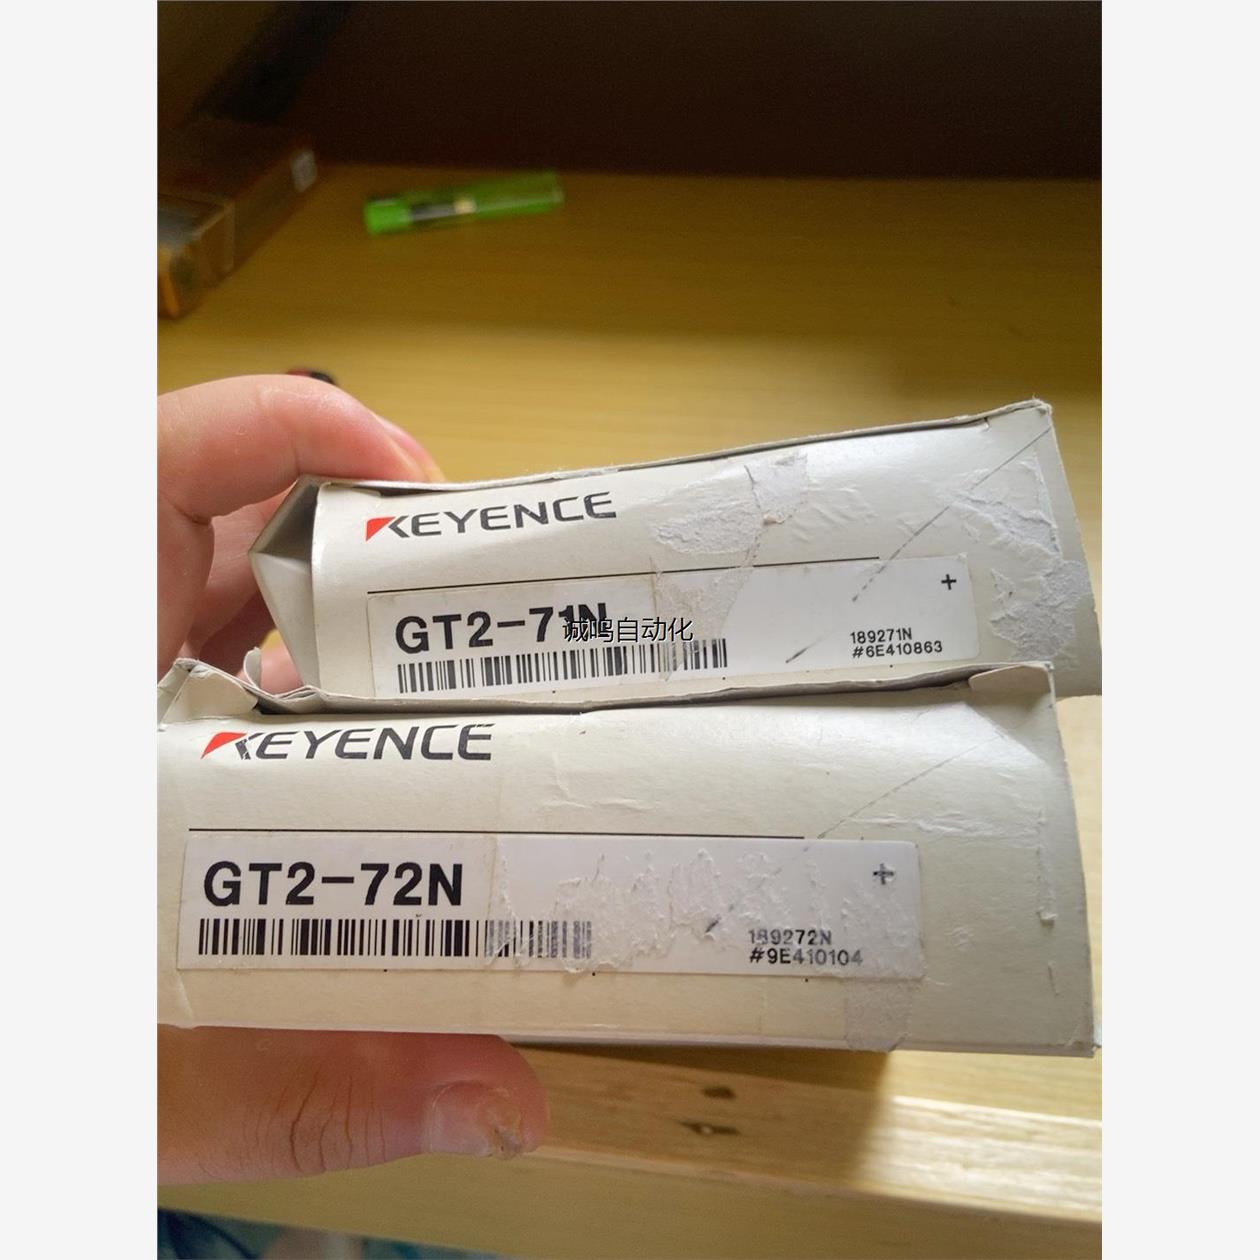 KEYENCE
GT2-71N
诚鸣自动化
189271N
#6E410863
KEYENCE
GT2-72N
189272N
#9E410104